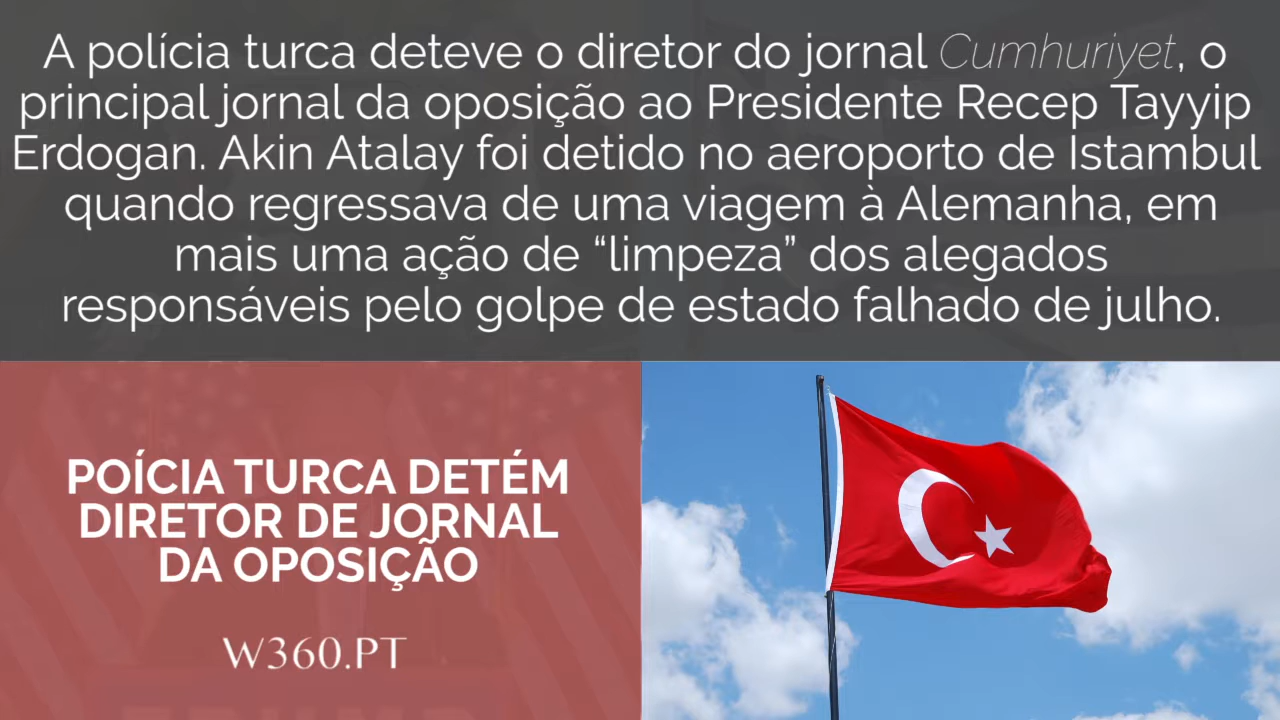 A polícia turca deteve o diretor do jornal Cumhuriyet, o
principal jornal da oposição ao Presidente Recep Tayyip
Erdogan. Akin Atalay foi detido no aeroporto de Istambul
quando regressava de uma viagem à Alemanha, em
mais uma ação de “limpeza” dos alegados
responsáveis pelo golpe de estado falhado de julho.
POÍCIA TURCA DETÉM
DIRETOR DE JORNAL
DA OPOSIÇÃO
W360.PT